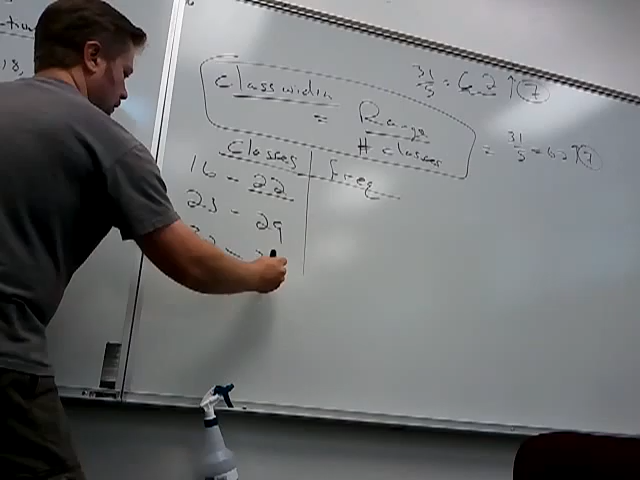 18,
Class width = Range / # classes
31/5 = 6.2 ↑ 7
= 31/5 = 6.2 ↑ 7
Classes | Freq
16 - 22
23 - 29